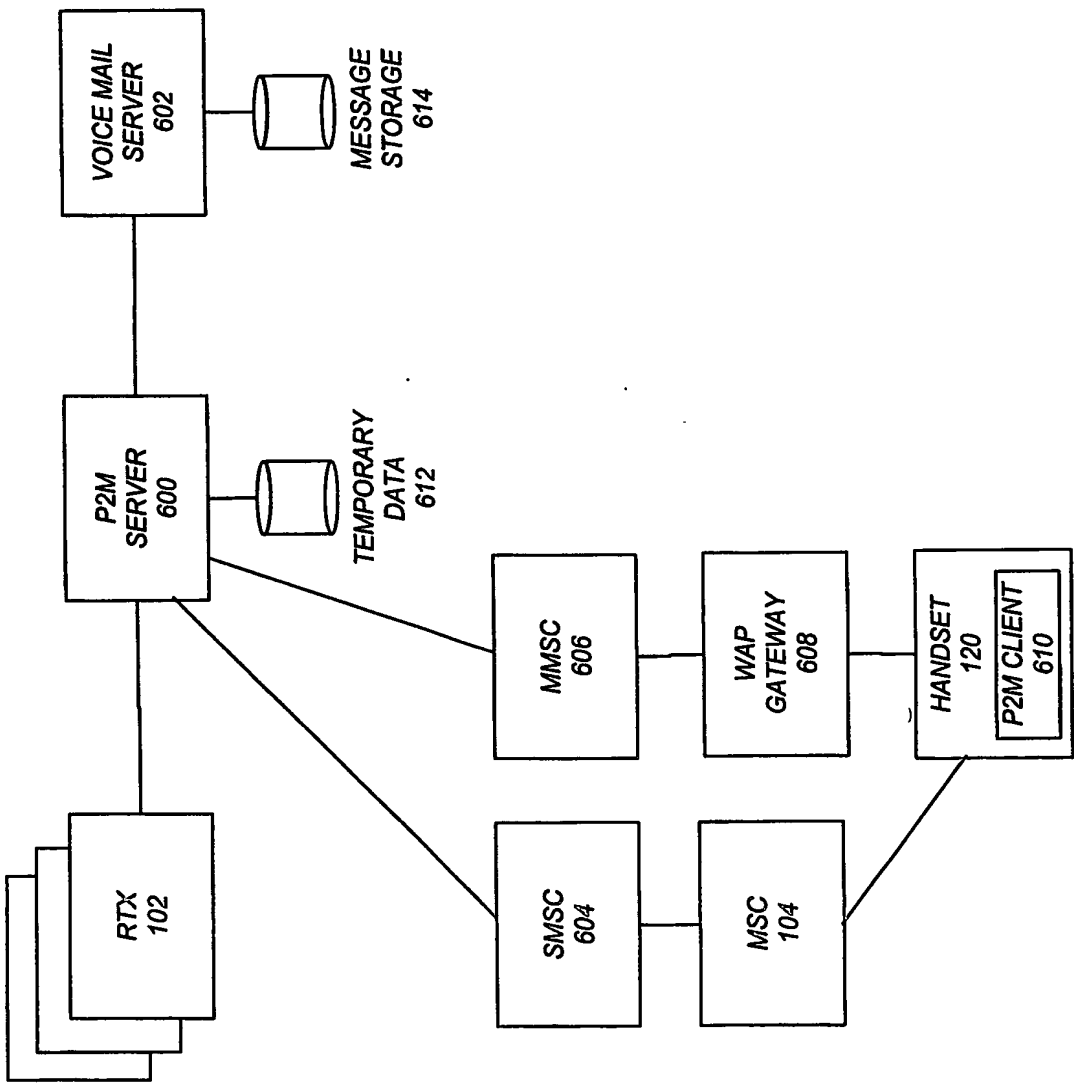 VOICE MAIL
SERVER
602
MESSAGE
STORAGE
614
P2M
SERVER
600
TEMPORARY
DATA
612
RTX
102
MMSC
606
WAP
GATEWAY
608
HANDSET
120
P2M CLIENT
610
SMSC
604
MSC
104